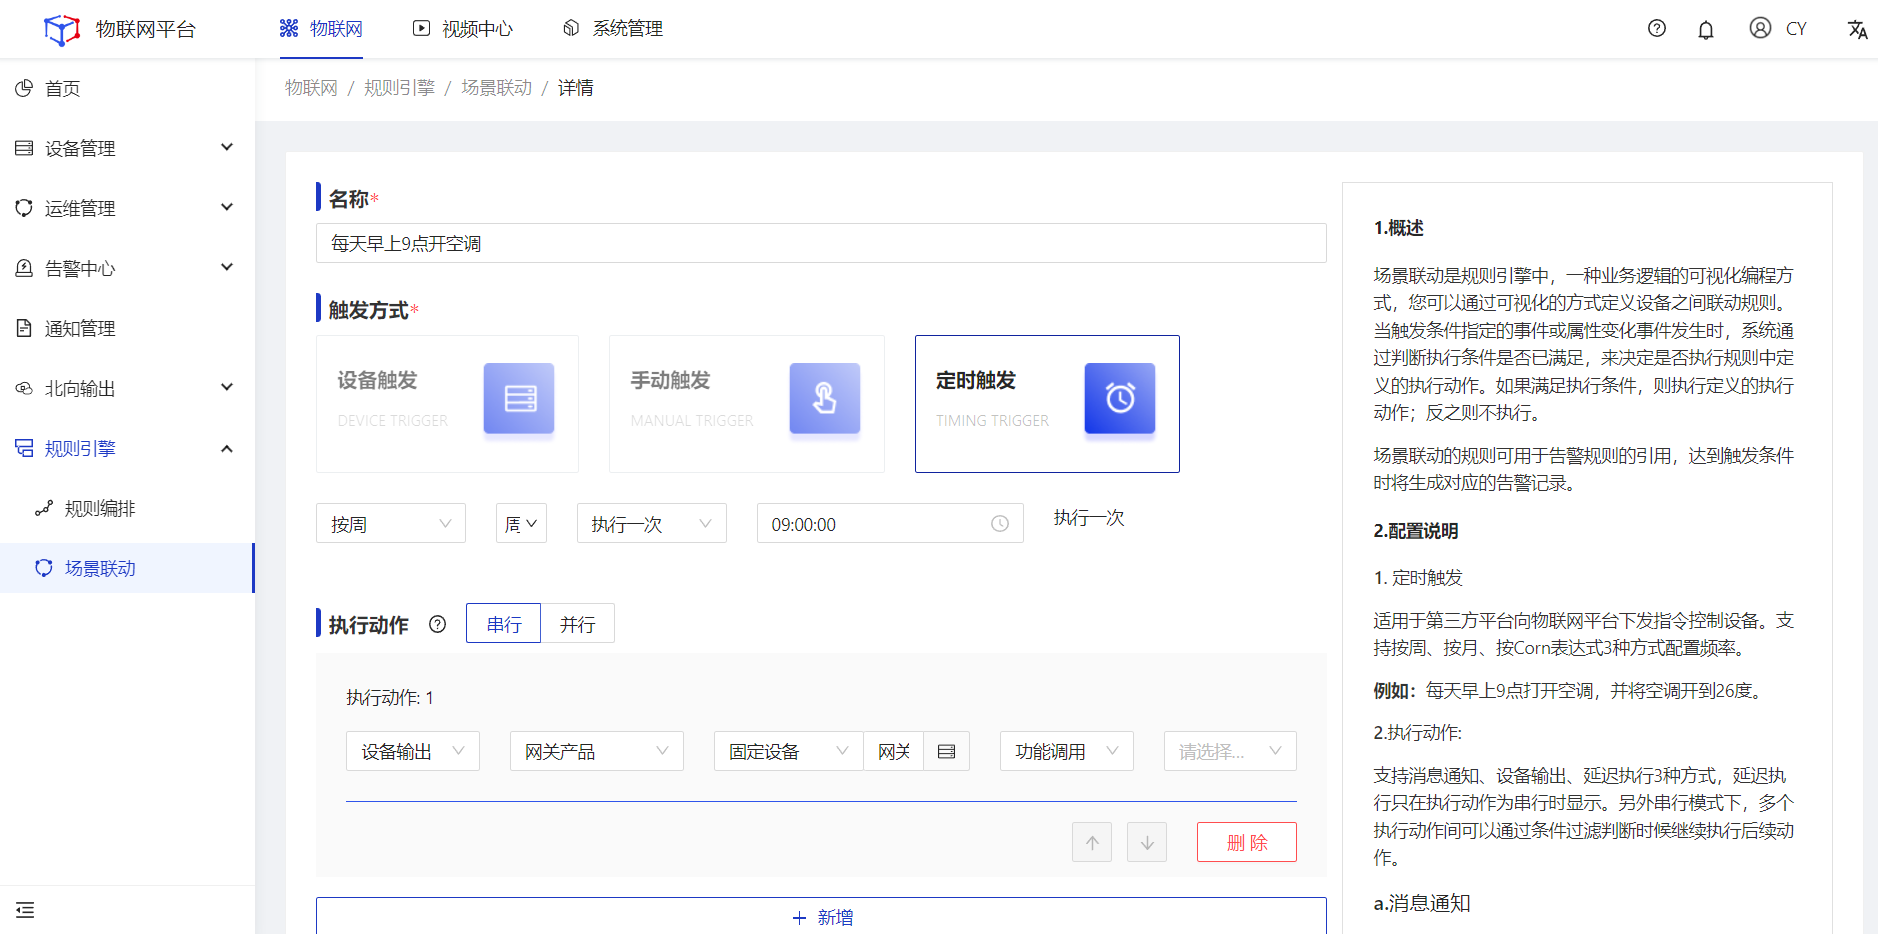 物联网平台
物联网
视频中心
系统管理
CY
首页
设备管理
运维管理
告警中心
通知管理
北向输出
规则引擎
规则编排
场景联动
物联网 / 规则引擎 / 场景联动 / 详情
名称*
每天早上9点开空调
触发方式*
设备触发
DEVICE TRIGGER
手动触发
MANUAL TRIGGER
定时触发
TIMING TRIGGER
按周
周
执行一次
09:00:00
执行一次
执行动作
串行
并行
执行动作: 1
设备输出
网关产品
固定设备
网关
功能调用
请选择...
删 除
新增
1.概述
场景联动是规则引擎中，一种业务逻辑的可视化编程方
式，您可以通过可视化的方式定义设备之间联动规则。
当触发条件指定的事件或属性变化事件发生时，系统通
过判断执行条件是否已满足，来决定是否执行规则中定
义的执行动作。如果满足执行条件，则执行定义的执行
动作；反之则不执行。
场景联动的规则可用于告警规则的引用，达到触发条件
时将生成对应的告警记录。
2.配置说明
1. 定时触发
适用于第三方平台向物联网平台下发指令控制设备。支
持按周、按月、按Corn表达式3种方式配置频率。
例如：每天早上9点打开空调，并将空调开到26度。
2.执行动作:
支持消息通知、设备输出、延迟执行3种方式，延迟执
行只在执行动作为串行时显示。另外串行模式下，多个
执行动作间可以通过条件过滤判断时候继续执行后续动
作。
a.消息通知